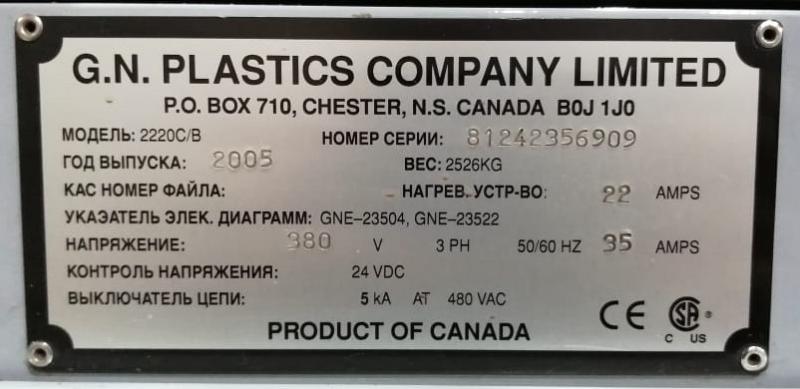 G.N. PLASTICS COMPANY LIMITED
P.O. BOX 710, CHESTER, N.S. CANADA B0J 1J0
МОДЕЛЬ: 2220C/B НОМЕР СЕРИИ: 81242356909
ГОД ВЫПУСКА: 2005 ВЕС: 2526KG
КАС НОМЕР ФАЙЛА: НАГРЕВ. УСТР-ВО: 22 AMPS
УКАЗАТЕЛЬ ЭЛЕК. ДИАГРАММ: GNE-23504, GNE-23522
НАПРЯЖЕНИЕ: 380 V 3 PH 50/60 HZ 35 AMPS
КОНТРОЛЬ НАПРЯЖЕНИЯ: 24 VDC
ВЫКЛЮЧАТЕЛЬ ЦЕПИ: 5 kA AT 480 VAC
CE SA ®
C US
PRODUCT OF CANADA